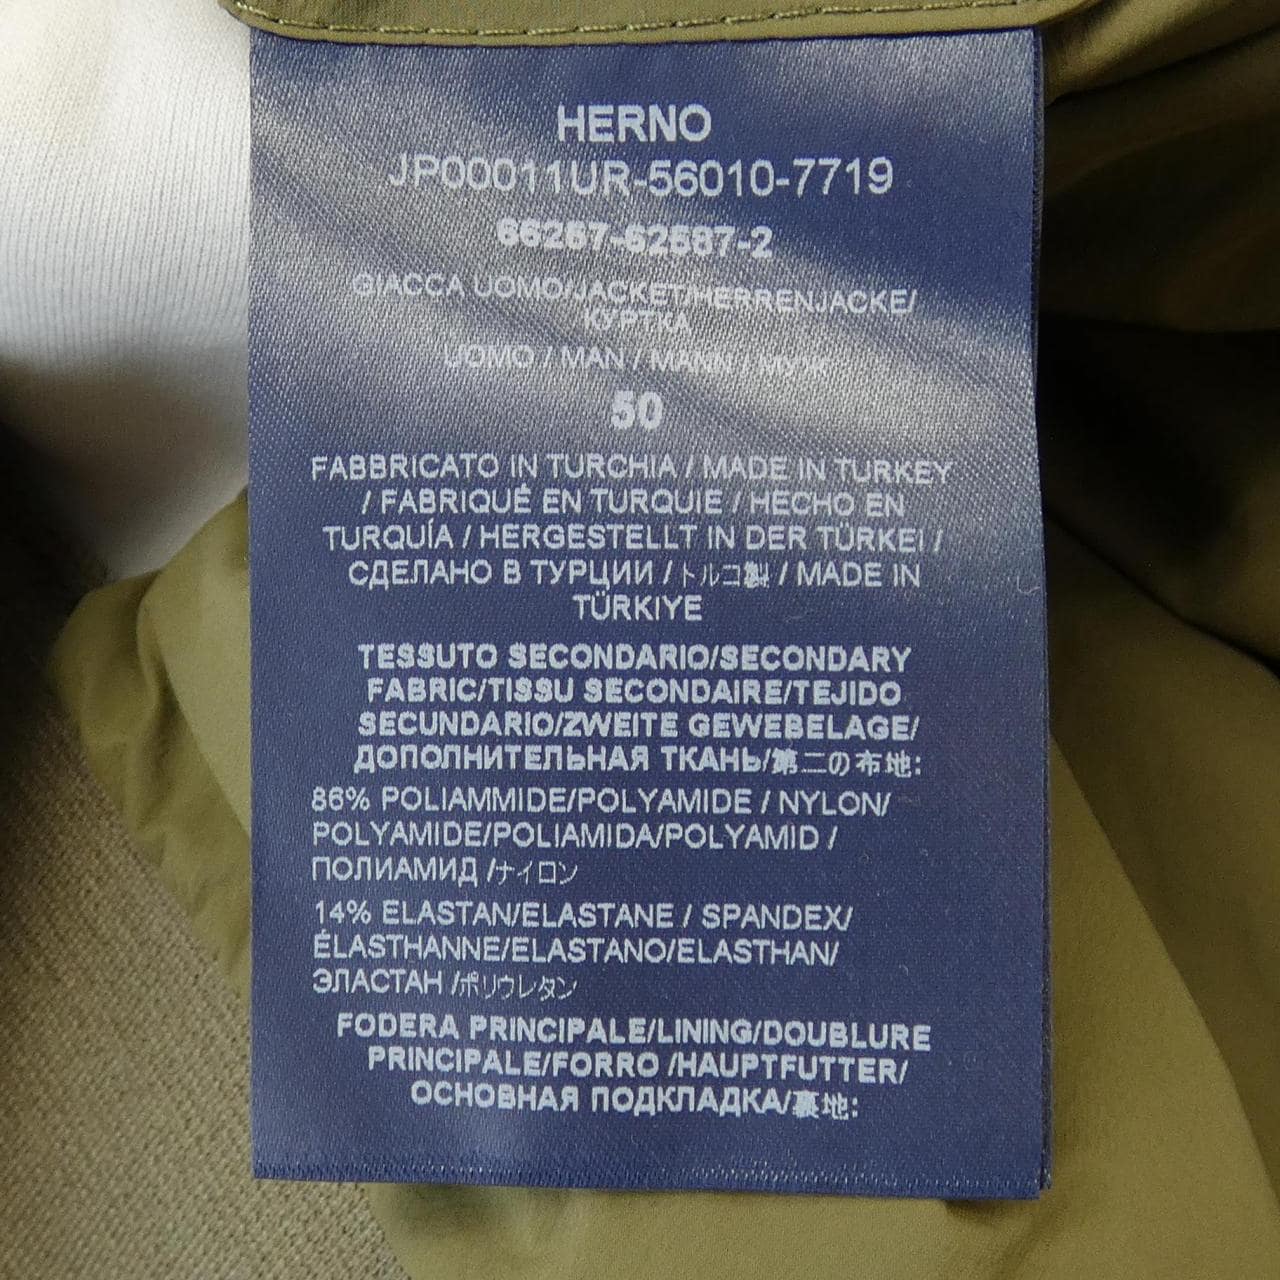 HERNO
JP00011UR-56010-7719
66267-62587-2
GIACCA UOMO/JACKET/HERRENJACKE/
КУРТКА
UOMO / MAN / MANN / МУЖ
50
FABBRICATO IN TURCHIA / MADE IN TURKEY
/ FABRIQUÉ EN TURQUIE / HECHO EN
TURQUÍA / HERGESTELLT IN DER TÜRKEI /
СДЕЛАНО В ТУРЦИИ / トルコ製 / MADE IN
TÜRKIYE
TESSUTO SECONDARIO/SECONDARY
FABRIC/TISSU SECONDAIRE/TEJIDO
SECUNDARIO/ZWEITE GEWEBELAGE/
ДОПОЛНИТЕЛЬНАЯ ТКАНЬ/第二の布地:
86% POLIAMMIDE/POLYAMIDE / NYLON/
POLYAMIDE/POLIAMIDA/POLYAMID /
ПОЛИАМИД /ナイロン
14% ELASTAN/ELASTANE / SPANDEX/
ÉLASTHANNE/ELASTANO/ELASTHAN/
ЭЛАСТАН /ポリウレタン
FODERA PRINCIPALE/LINING/DOUBLURE
PRINCIPALE/FORRO /HAUPTFUTTER/
ОСНОВНАЯ ПОДКЛАДКА/裏地: